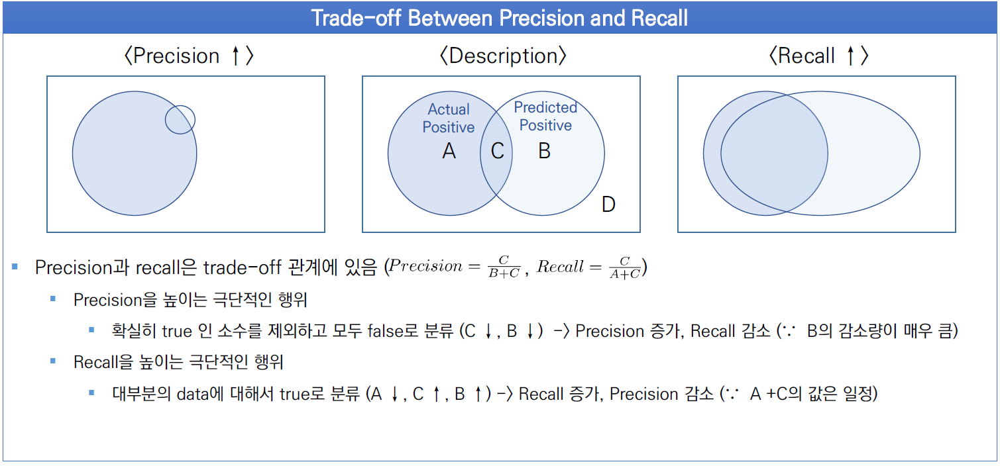 Trade-off Between Precision and Recall
〈Precision ↑〉
〈Description〉
〈Recall ↑〉
Actual
Positive
Predicted
Positive
A
C
B
D
▪ Precision과 recall은 trade-off 관계에 있음 (Precision = C/(B+C), Recall = C/(A+C))
▪ Precision을 높이는 극단적인 행위
▪ 확실히 true 인 소수를 제외하고 모두 false로 분류 (C ↓, B ↓) -> Precision 증가, Recall 감소 (∵ B의 감소량이 매우 큼)
▪ Recall을 높이는 극단적인 행위
▪ 대부분의 data에 대해서 true로 분류 (A ↓, C ↑, B ↑) -> Recall 증가, Precision 감소 (∵ A +C의 값은 일정)